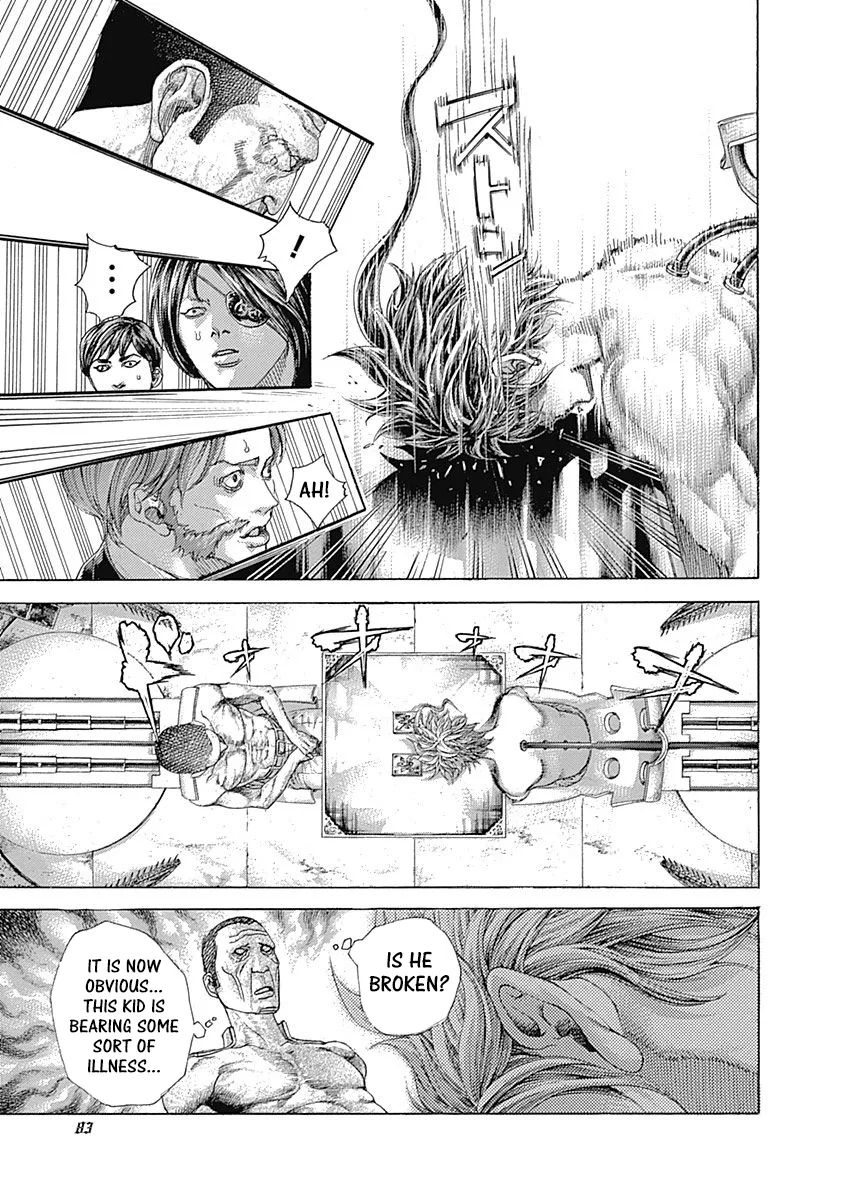 !
...
AH!
IS HE
BROKEN?
IT IS NOW
OBVIOUS...
THIS KID IS
BEARING SOME
SORT OF
ILLNESS...
83